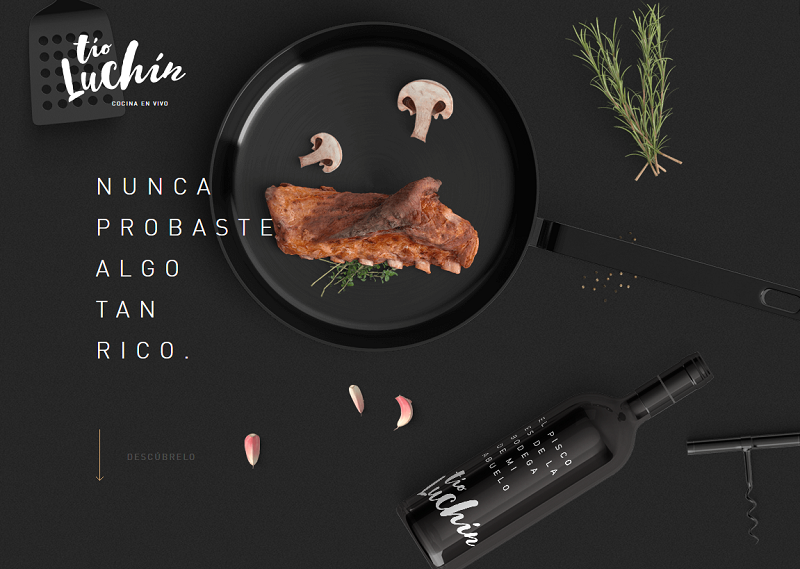 tío
Luchín
COCINA EN VIVO
NUNCA
PROBASTE
ALGO
TAN
RICO.
DESCÚBRELO
EL PISCO
ES DE LA
BODEGA
DE MI
ABUELO
tío
Luchín